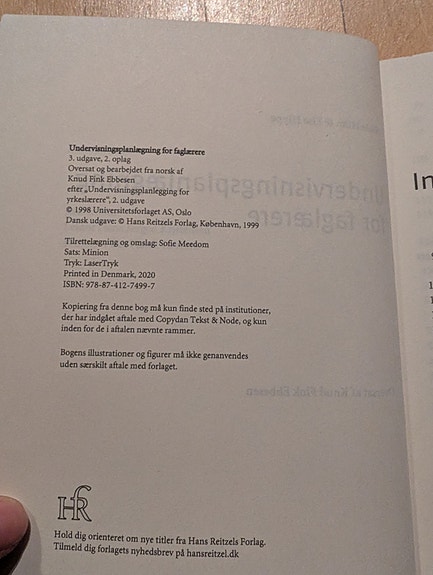 Undervisningsplanlægning for faglærere
3. udgave, 2. oplag
Oversat og bearbejdet fra norsk af
Knud Fink Ebbesen
efter „Undervisningsplanlegging for
yrkeslærere“, 2. udgave
© 1998 Universitetsforlaget AS, Oslo
Dansk udgave: © Hans Reitzels Forlag, København, 1999
Tilrettelægning og omslag: Sofie Meedom
Sats: Minion
Tryk: LaserTryk
Printed in Denmark, 2020
ISBN: 978-87-412-7499-7
Kopiering fra denne bog må kun finde sted på institutioner,
der har indgået aftale med Copydan Tekst & Node, og kun
inden for de i aftalen nævnte rammer.
Bogens illustrationer og figurer må ikke genanvendes
uden særskilt aftale med forlaget.
HR
Hold dig orienteret om nye titler fra Hans Reitzels Forlag.
Tilmeld dig forlagets nyhedsbrev på hansreitzel.dk
In